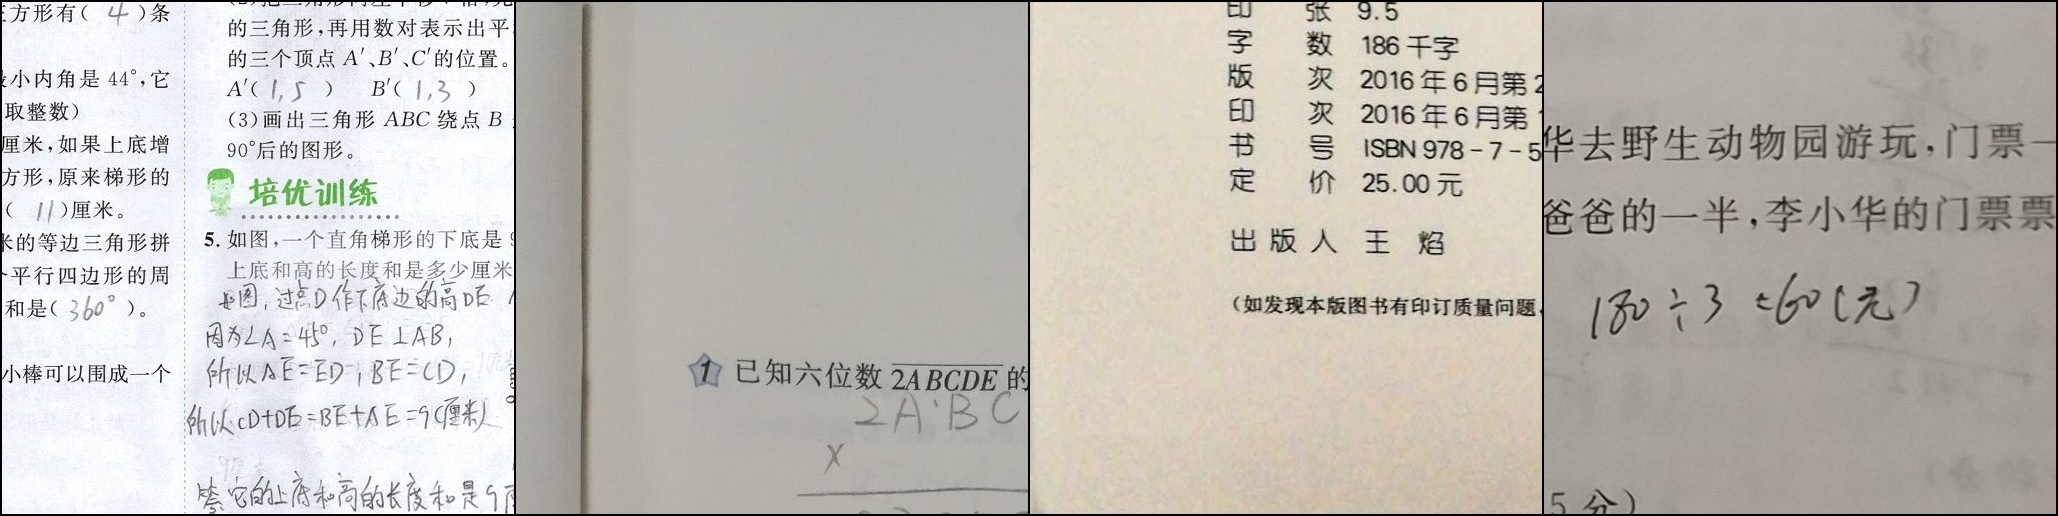 方形有( 4 )条
小内角是 44°,它
取整数)
厘米,如果上底增
方形,原来梯形的
( 11 )厘米。
米的等边三角形拼
平行四边形的周
和是( 360° )。
小棒可以围成一个
的三角形,再用数对表示出平
的三个顶点 A′、B′、C′的位置。
A′( 1,5 ) B′( 1,3 )
(3)画出三角形 ABC 绕点 B
90°后的图形。
培优训练
5. 如图,一个直角梯形的下底是 9
上底和高的长度和是多少厘米
如图,过点D作下底边的高DE
因为∠A=45°, DE⊥AB,
所以AE=ED,BE=CD,
所以CD+DE=BE+AE=9(厘米)
答:它的上底和高的长度和是9
1 已知六位数 2ABCDE 的
2ABC
×
印 张 9.5
字 数 186 千字
版 次 2016 年 6 月第 2
印 次 2016 年 6 月第
书 号 ISBN 978-7-5
定 价 25.00 元
出版人 王 焰
(如发现本版图书有印订质量问题,
华去野生动物园游玩,门票一
爸爸的一半,李小华的门票票
180÷3=60(元)
5 分)